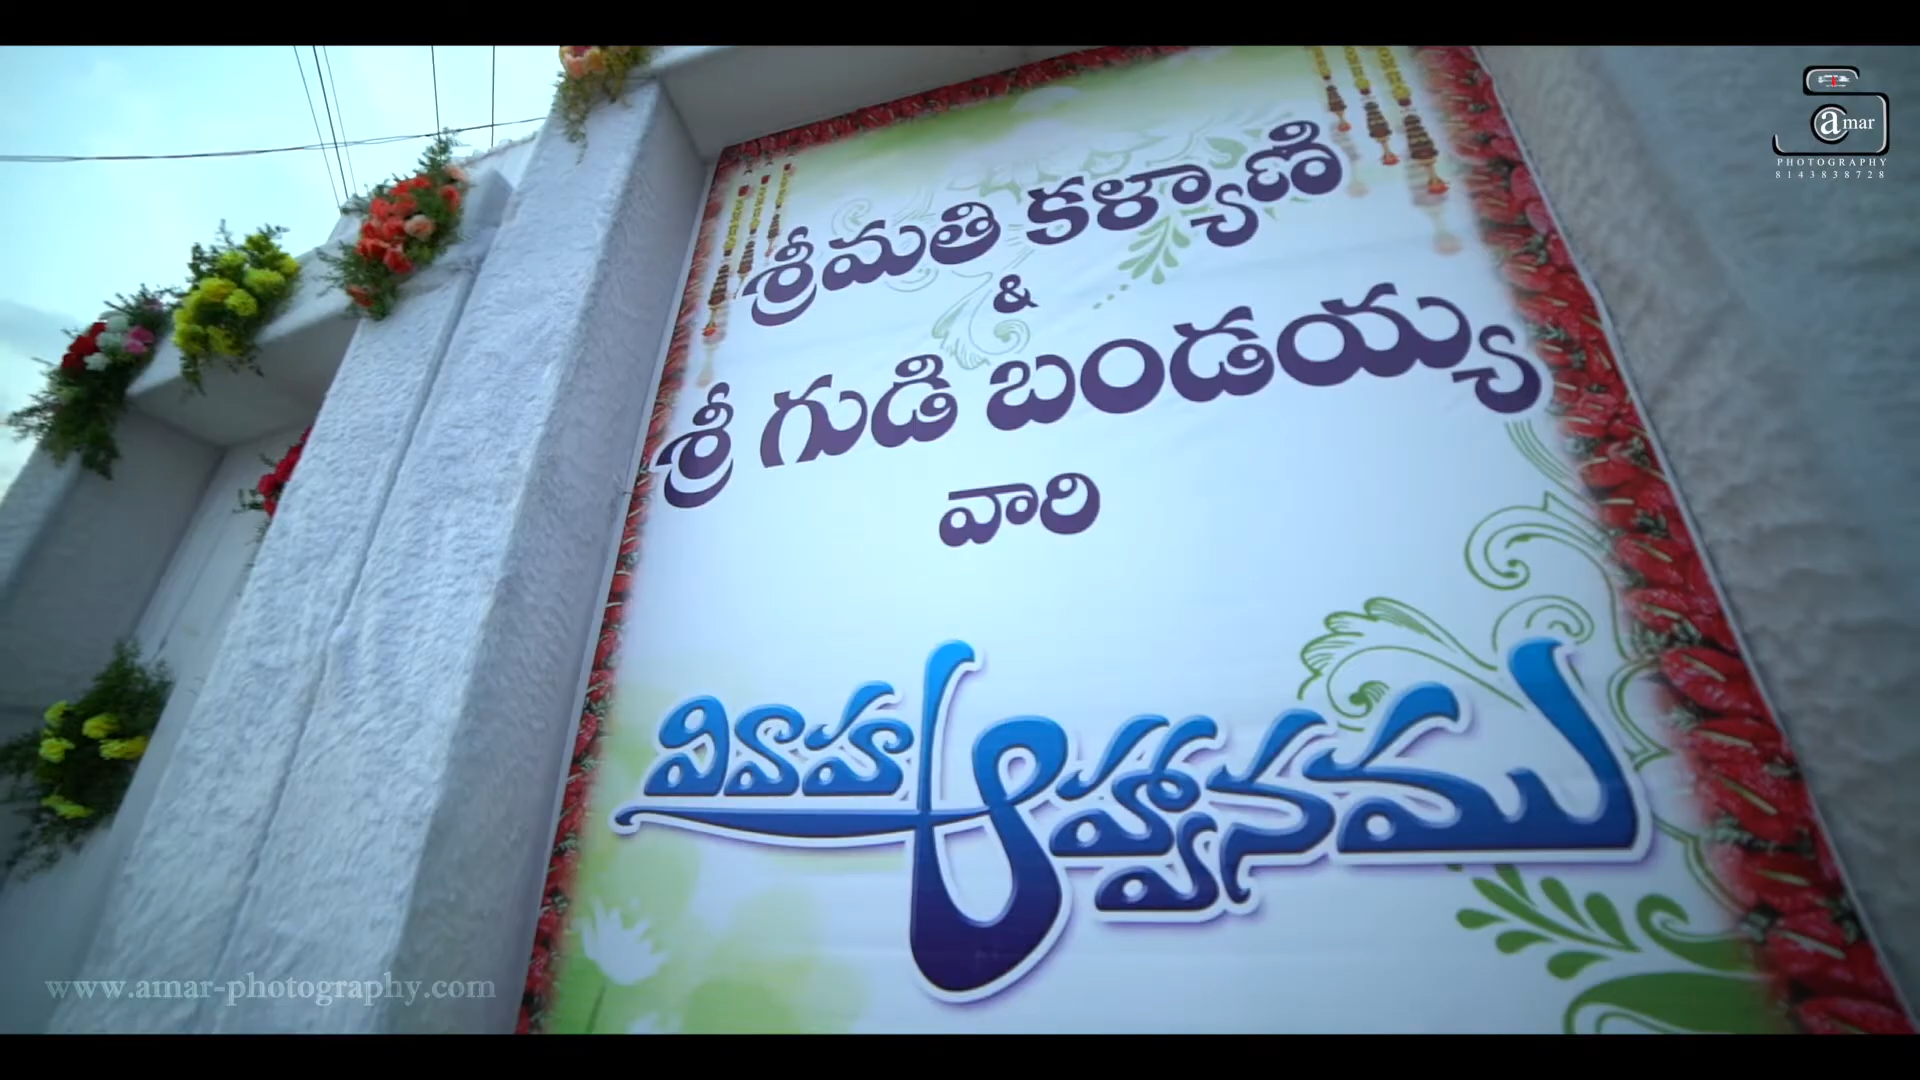 శ్రీమతి కళ్యాణి
&
శ్రీ గుడి బండయ్య
వారి
వివాహ ఆహ్వానము
amar
PHOTOGRAPHY
8143838728
www.amar-photography.com